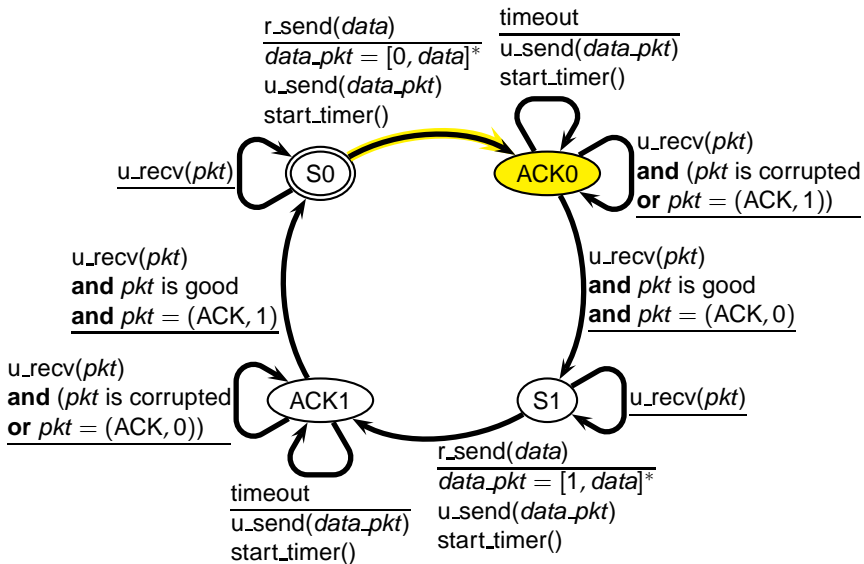 r_send(data)
data_pkt = [0, data]*
u_send(data_pkt)
start_timer()
timeout
u_send(data_pkt)
start_timer()
u_recv(pkt)
S0
ACK0
u_recv(pkt)
and (pkt is corrupted
or pkt = (ACK, 1))
u_recv(pkt)
and pkt is good
and pkt = (ACK, 1)
u_recv(pkt)
and pkt is good
and pkt = (ACK, 0)
u_recv(pkt)
and (pkt is corrupted
or pkt = (ACK, 0))
ACK1
S1
u_recv(pkt)
timeout
u_send(data_pkt)
start_timer()
r_send(data)
data_pkt = [1, data]*
u_send(data_pkt)
start_timer()